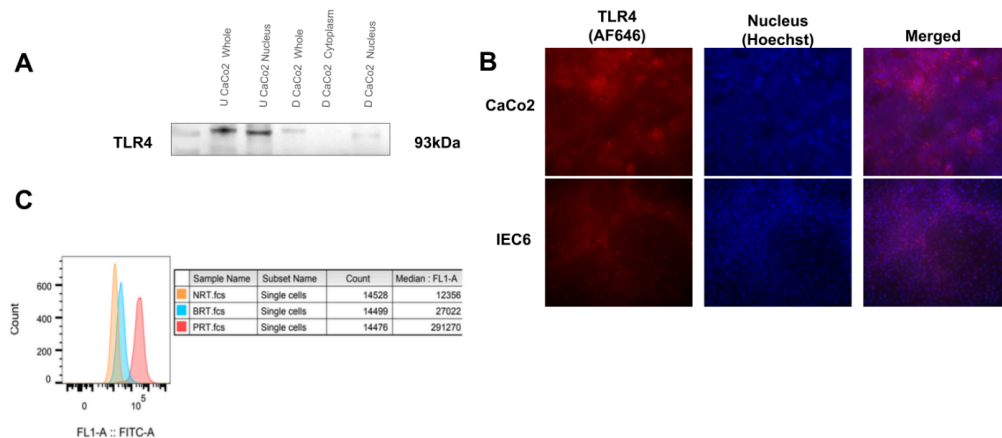 A
U CaCo2 Whole
U CaCo2 Nucleus
D CaCo2 Whole
D CaCo2 Cytoplasm
D CaCo2 Nucleus
TLR4
93kDa
B
TLR4
(AF646)
Nucleus
(Hoechst)
Merged
CaCo2
IEC6
C
Count
600
400
200
0
0
10^5
FL1-A :: FITC-A
Sample Name Subset Name Count Median : FL1-A
NRT.fcs Single cells 14528 12356
BRT.fcs Single cells 14499 27022
PRT.fcs Single cells 14476 291270